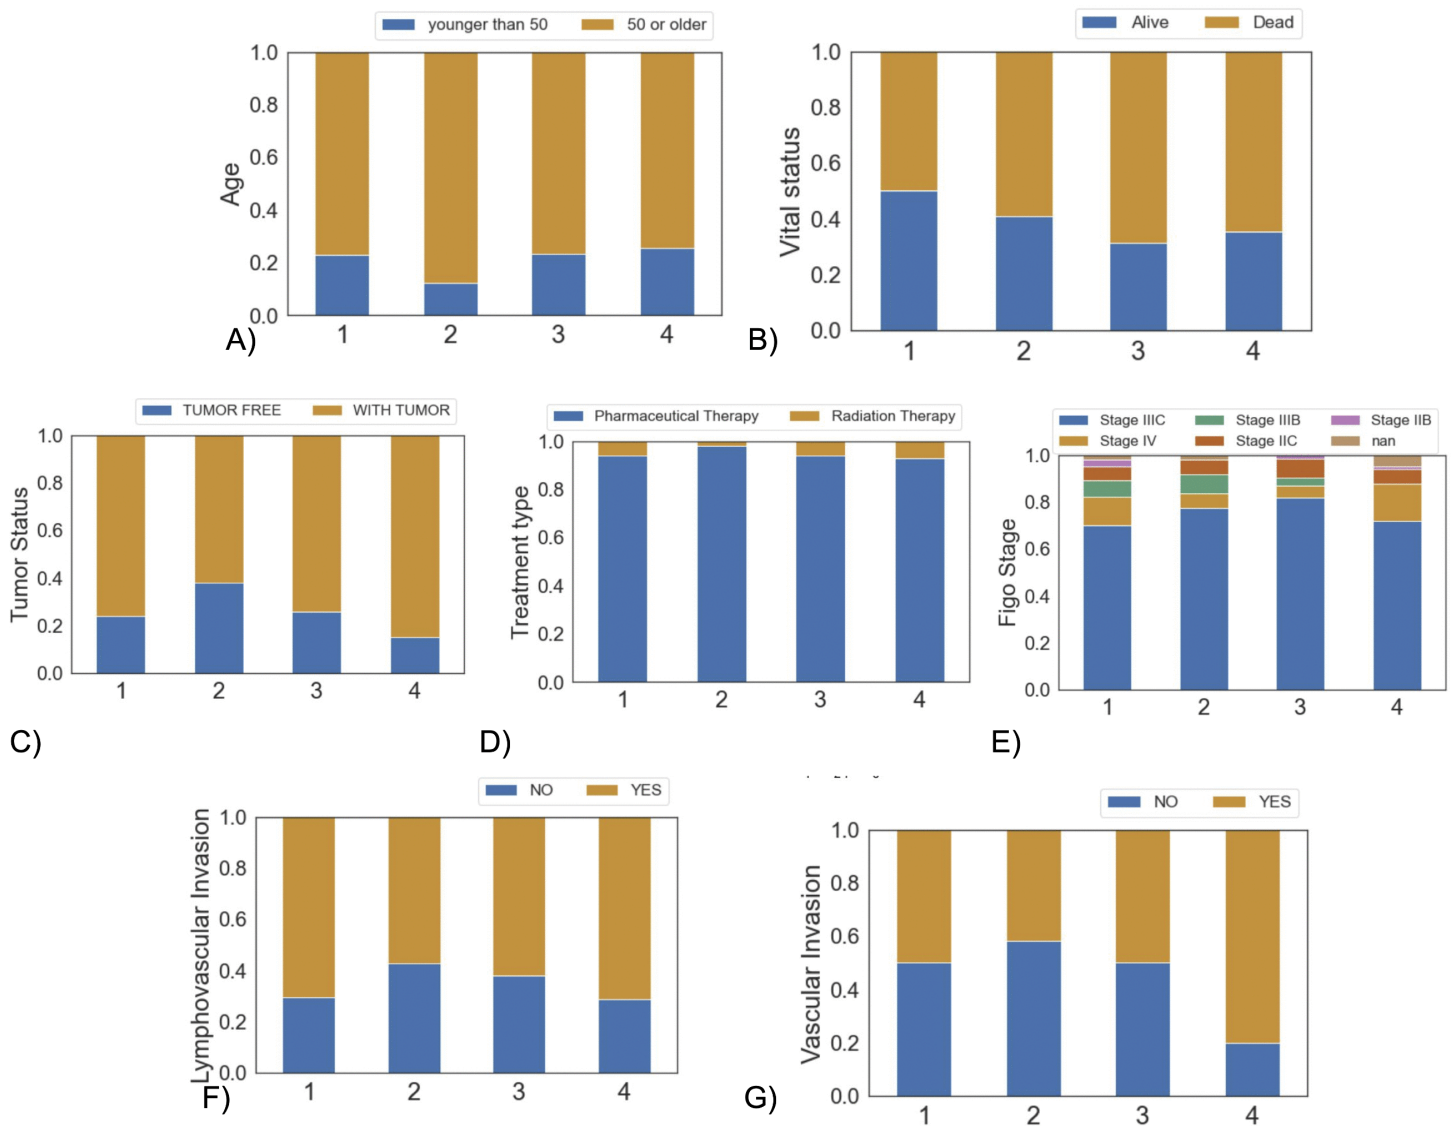 younger than 50 50 or older
Age
1.0
0.8
0.6
0.4
0.2
0.0
1 2 3 4
A)
Alive Dead
Vital status
1.0
0.8
0.6
0.4
0.2
0.0
1 2 3 4
B)
TUMOR FREE WITH TUMOR
Tumor Status
1.0
0.8
0.6
0.4
0.2
0.0
1 2 3 4
C)
Pharmaceutical Therapy Radiation Therapy
Treatment type
1.0
0.8
0.6
0.4
0.2
0.0
1 2 3 4
D)
Stage IIIC Stage IIIB Stage IIB
Stage IV Stage IIC nan
Figo Stage
1.0
0.8
0.6
0.4
0.2
0.0
1 2 3 4
E)
NO YES
Lymphovascular Invasion
1.0
0.8
0.6
0.4
0.2
0.0
1 2 3 4
F)
NO YES
Vascular Invasion
1.0
0.8
0.6
0.4
0.2
0.0
1 2 3 4
G)